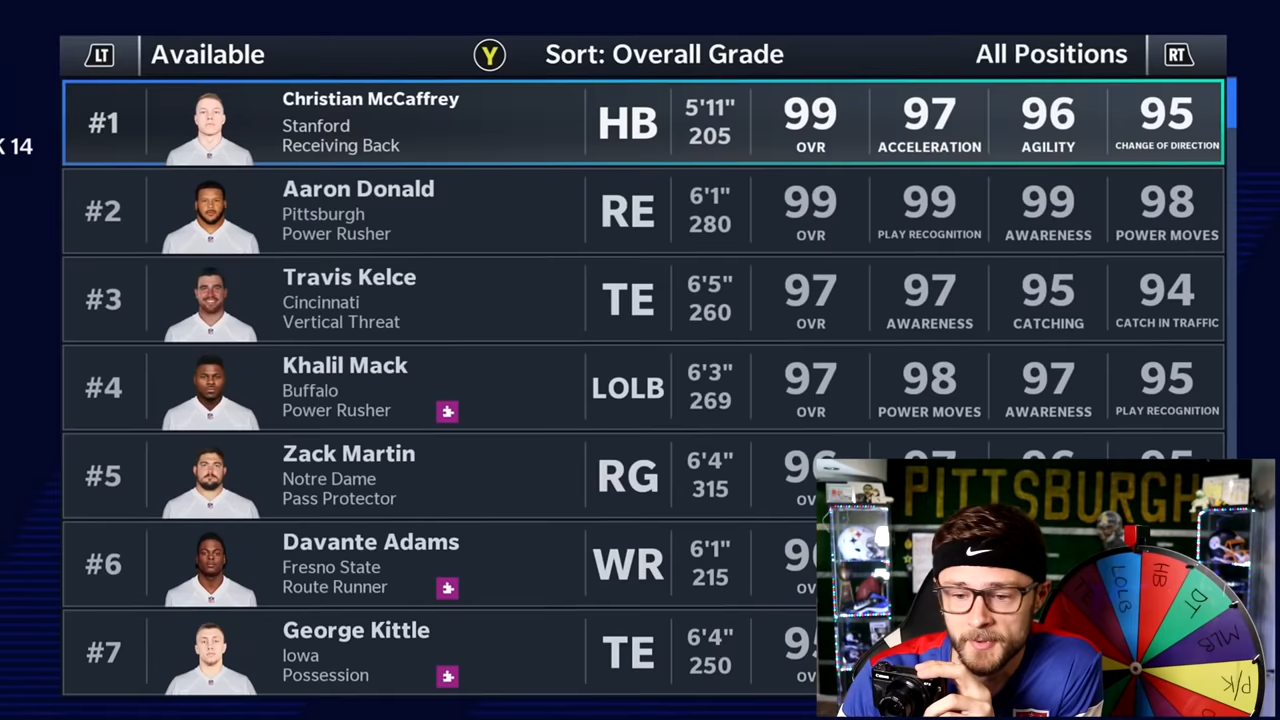 LT Available Y Sort: Overall Grade All Positions RT
K 14
#1 Christian McCaffrey Stanford Receiving Back HB 5'11" 205 99 OVR 97 ACCELERATION 96 AGILITY 95 CHANGE OF DIRECTION
#2 Aaron Donald Pittsburgh Power Rusher RE 6'1" 280 99 OVR 99 PLAY RECOGNITION 99 AWARENESS 98 POWER MOVES
#3 Travis Kelce Cincinnati Vertical Threat TE 6'5" 260 97 OVR 97 AWARENESS 95 CATCHING 94 CATCH IN TRAFFIC
#4 Khalil Mack Buffalo Power Rusher LOLB 6'3" 269 97 OVR 98 POWER MOVES 97 AWARENESS 95 PLAY RECOGNITION
#5 Zack Martin Notre Dame Pass Protector RG 6'4" 315
#6 Davante Adams Fresno State Route Runner WR 6'1" 215
#7 George Kittle Iowa Possession TE 6'4" 250
PITTSBURGH
LOLB
HB
DT
MLB
P/K
Canon